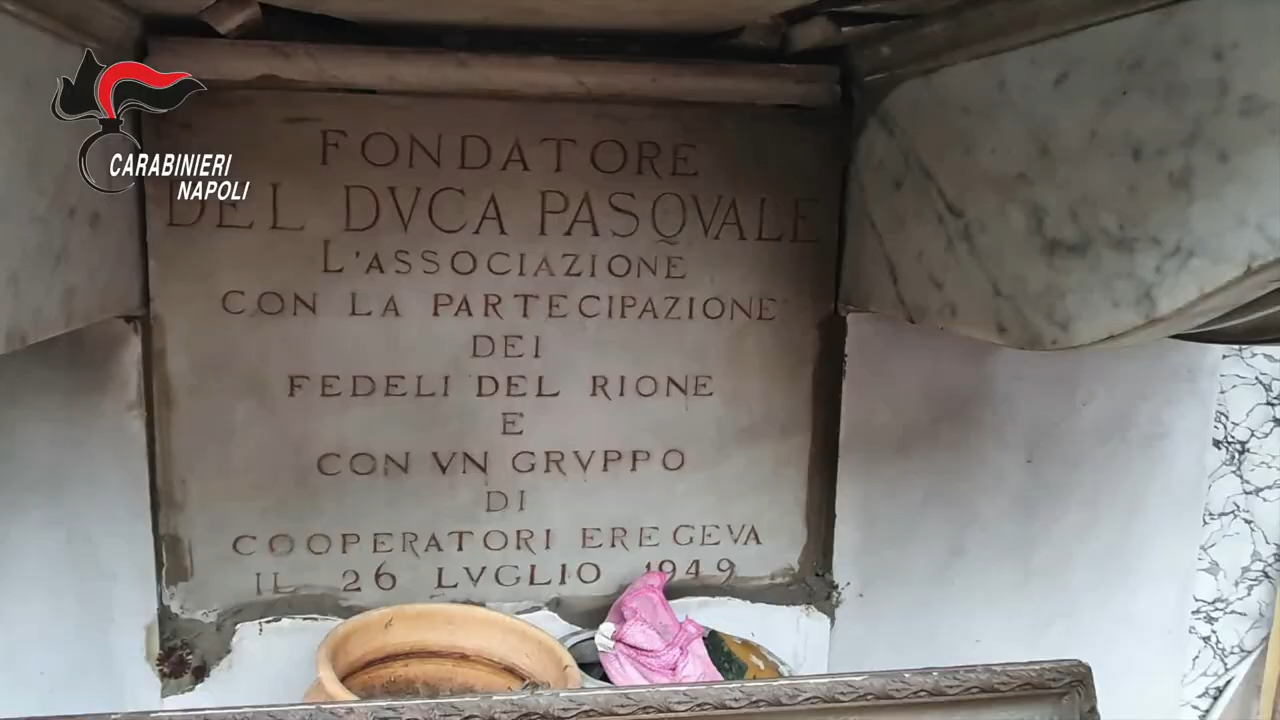 CARABINIERI
NAPOLI
FONDATORE
DEL DVCA PASQVALE
L'ASSOCIAZIONE
CON LA PARTECIPAZIONE
DEI
FEDELI DEL RIONE
E
CON VN GRVPPO
DI
COOPERATORI EREGEVA
IL 26 LVGLIO 1949